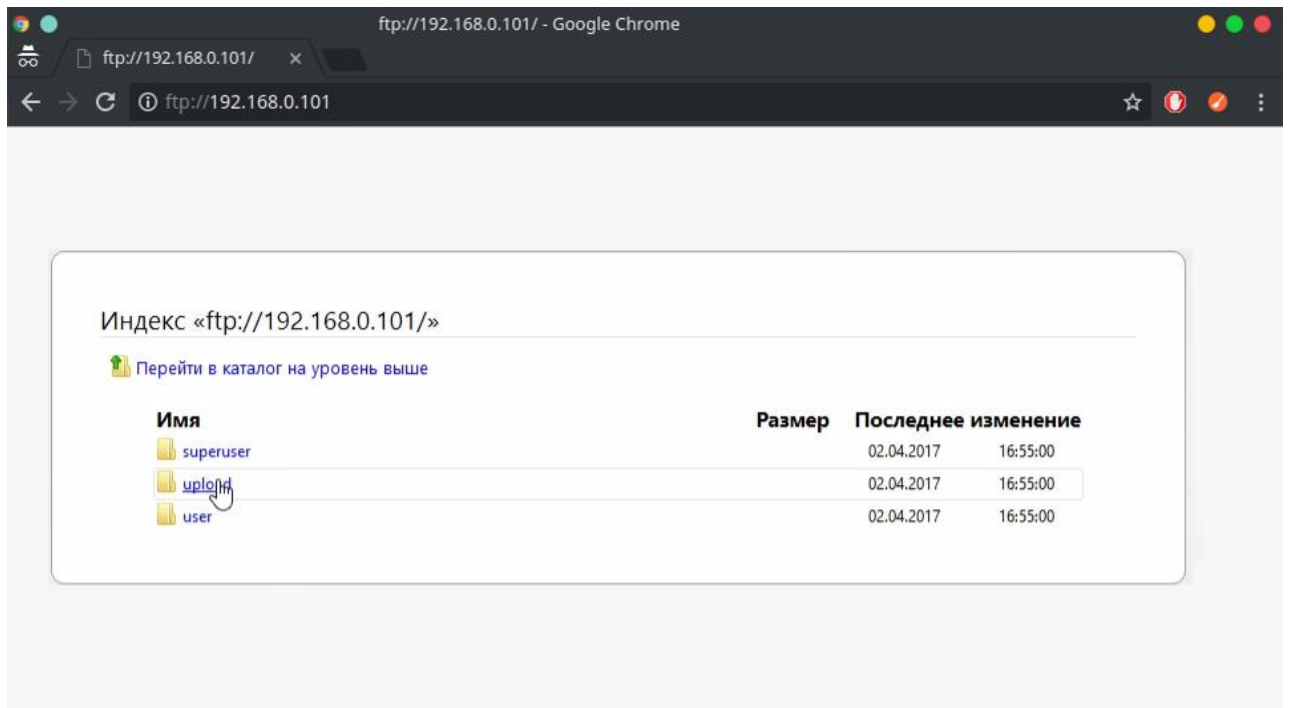 ftp://192.168.0.101/ - Google Chrome
ftp://192.168.0.101/
ftp://192.168.0.101
Индекс «ftp://192.168.0.101/»
Перейти в каталог на уровень выше
Имя Размер Последнее изменение
superuser 02.04.2017 16:55:00
upload 02.04.2017 16:55:00
user 02.04.2017 16:55:00